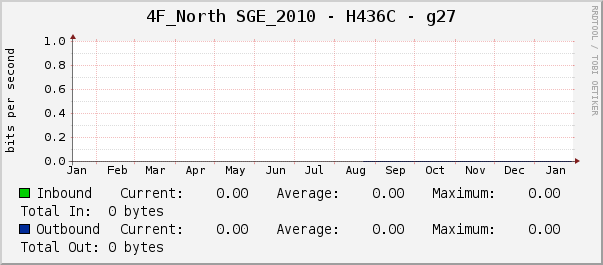 4F_North SGE_2010 - H436C - g27
RRDTOOL / TOBI OETIKER
bits per second
1.0
0.8
0.6
0.4
0.2
0.0
Jan Feb Mar Apr May Jun Jul Aug Sep Oct Nov Dec Jan
Inbound Current: 0.00 Average: 0.00 Maximum: 0.00
Total In: 0 bytes
Outbound Current: 0.00 Average: 0.00 Maximum: 0.00
Total Out: 0 bytes